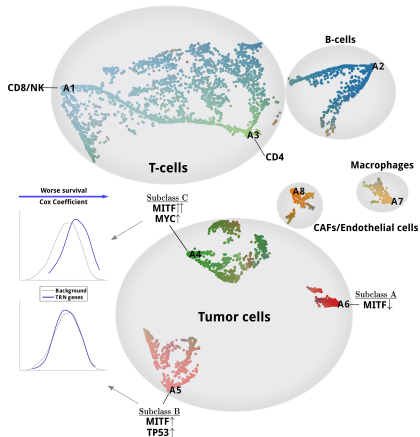 B-cells
A2
CD8/NK
A1
A3
CD4
T-cells
Macrophages
A7
A8
CAFs/Endothelial cells
Worse survival
Cox Coefficient
Subclass C
MITF↑↑
MYC↑
A4
Background
TRN genes
Tumor cells
A6
Subclass A
MITF↓
A5
Subclass B
MITF↑
TP53↑